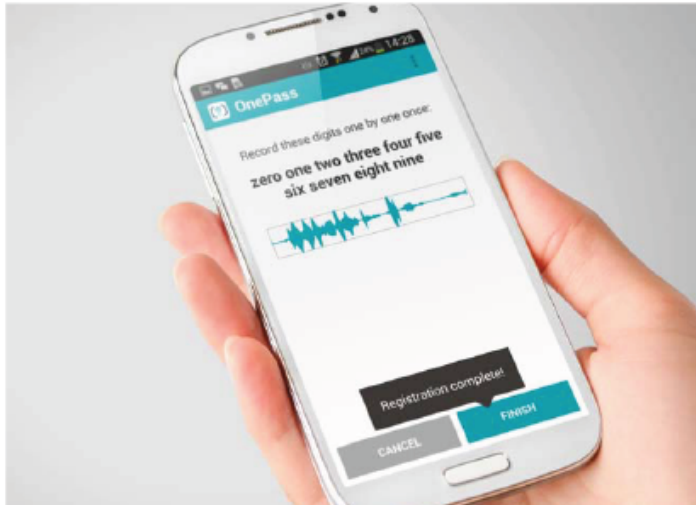 14:28
OnePass
Record these digits one by one once:
zero one two three four five
six seven eight nine
Registration complete!
CANCEL
FINISH